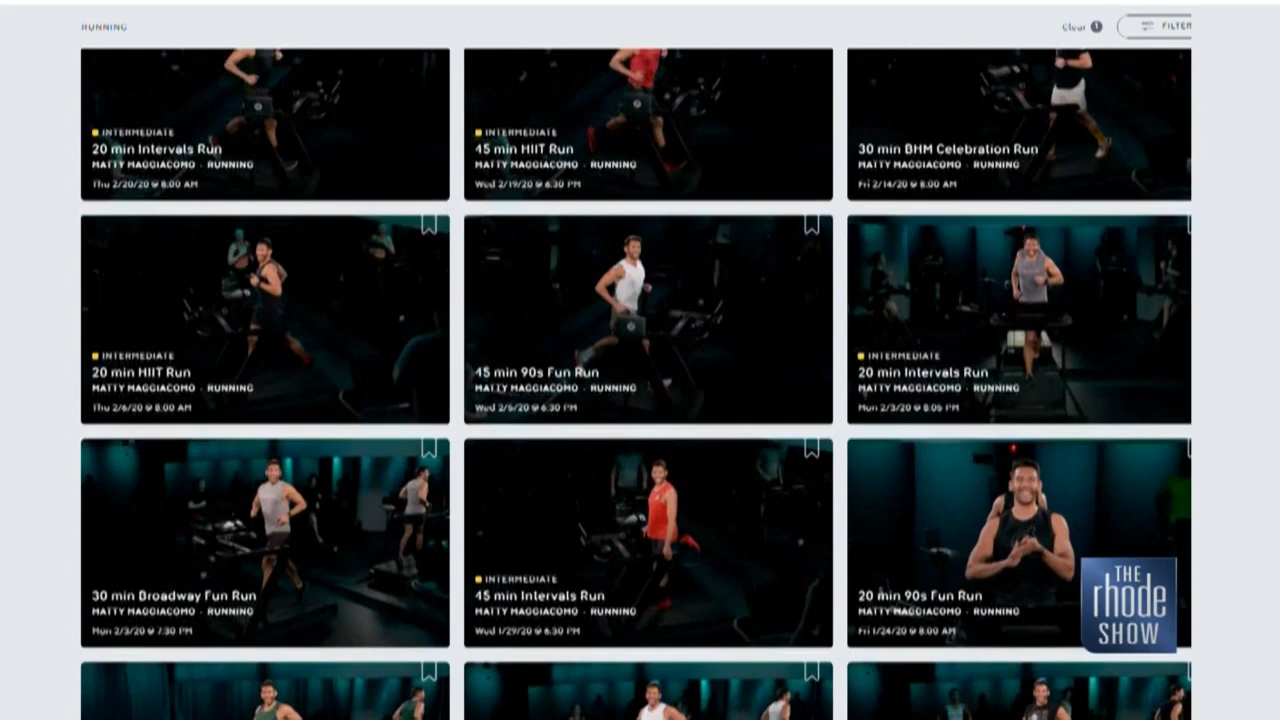 RUNNING
Clear 1
FILTER
INTERMEDIATE
20 min Intervals Run
MATTY MAGGIACOMO · RUNNING
Thu 2/20/20 @ 8:00 AM
INTERMEDIATE
45 min HIIT Run
MATTY MAGGIACOMO · RUNNING
Wed 2/19/20 @ 6:30 PM
30 min BHM Celebration Run
MATTY MAGGIACOMO · RUNNING
Fri 2/14/20 @ 8:00 AM
INTERMEDIATE
20 min HIIT Run
MATTY MAGGIACOMO · RUNNING
Thu 2/6/20 @ 8:00 AM
45 min 90s Fun Run
MATTY MAGGIACOMO · RUNNING
Wed 2/5/20 @ 6:30 PM
INTERMEDIATE
20 min Intervals Run
MATTY MAGGIACOMO · RUNNING
Mon 2/3/20 @ 8:05 PM
30 min Broadway Fun Run
MATTY MAGGIACOMO · RUNNING
Mon 2/3/20 @ 7:30 PM
INTERMEDIATE
45 min Intervals Run
MATTY MAGGIACOMO · RUNNING
Wed 1/29/20 @ 6:30 PM
20 min 90s Fun Run
MATTY MAGGIACOMO · RUNNING
Fri 1/24/20 @ 8:00 AM
THE
rhode
SHOW